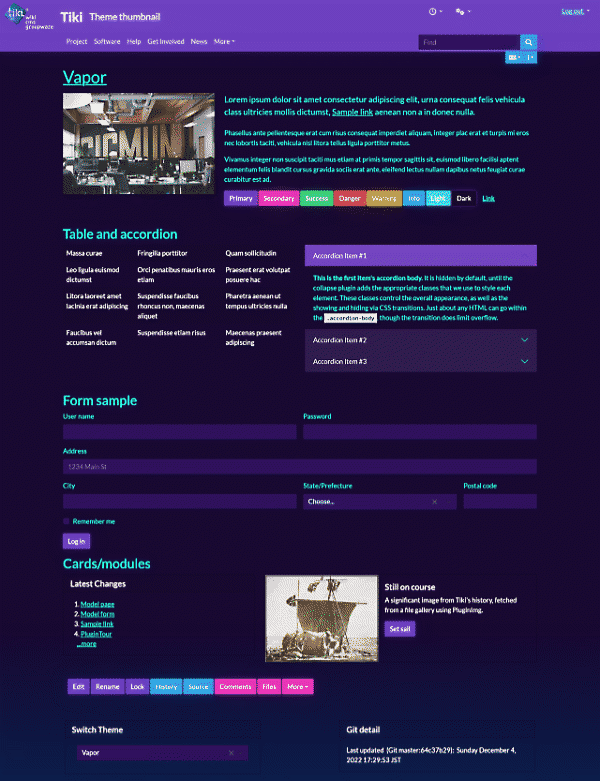 tiki wiki cms groupware
Tiki Theme thumbnail
Log out
Project Software Help Get Involved News More
Find
Vapor
Lorem ipsum dolor sit amet consectetur adipiscing elit, urna consequat felis vehicula
class ultricies mollis dictumst, Sample link aenean non a in donec nulla.
Phasellus ante pellentesque erat cum risus consequat imperdiet aliquam, integer plac erat et turpis mi eros
nec lobortis taciti, vehicula nisl litora tellus ligula porttitor metus.
Vivamus integer non suscipit taciti mus etiam at primis tempor sagittis sit, euismod libero facilisi aptent
elementum felis blandit cursus gravida sociis erat ante, eleifend lectus nullam dapibus netus feugiat curae
curabitur est ad.
Primary Secondary Success Danger Warning Info Light Dark Link
Table and accordion
Massa curae Fringilla porttitor Quam sollicitudin
Leo ligula euismod Orci penatibus mauris eros Praesent erat volutpat
dictumst etiam posuere hac
Litora laoreet amet Suspendisse faucibus Pharetra aenean ut
lacinia erat adipiscing rhoncus non, maecenas tempus ultricies nulla
aliquet
Faucibus vel Suspendisse etiam risus Maecenas praesent
accumsan dictum adipiscing
Accordion Item #1
This is the first item's accordion body. It is hidden by default, until the
collapse plugin adds the appropriate classes that we use to style each
element. These classes control the overall appearance, as well as the
showing and hiding via CSS transitions. Just about any HTML can go within
the .accordion-body though the transition does limit overflow.
Accordion Item #2
Accordion Item #3
Form sample
User name Password
Address
1234 Main St
City State/Prefecture Postal code
Choose...
Remember me
Log in
Cards/modules
Latest Changes
1. Model page
2. Model form
3. Sample link
4. PluginTour
...more
Still on course
A significant image from Tiki's history, fetched
from a file gallery using PluginImg.
Set sail
Edit Rename Lock History Source Comments Files More
Switch Theme
Vapor
Git detail
Last updated (Git master:64c37b29): Sunday December 4,
2022 17:29:53 JST